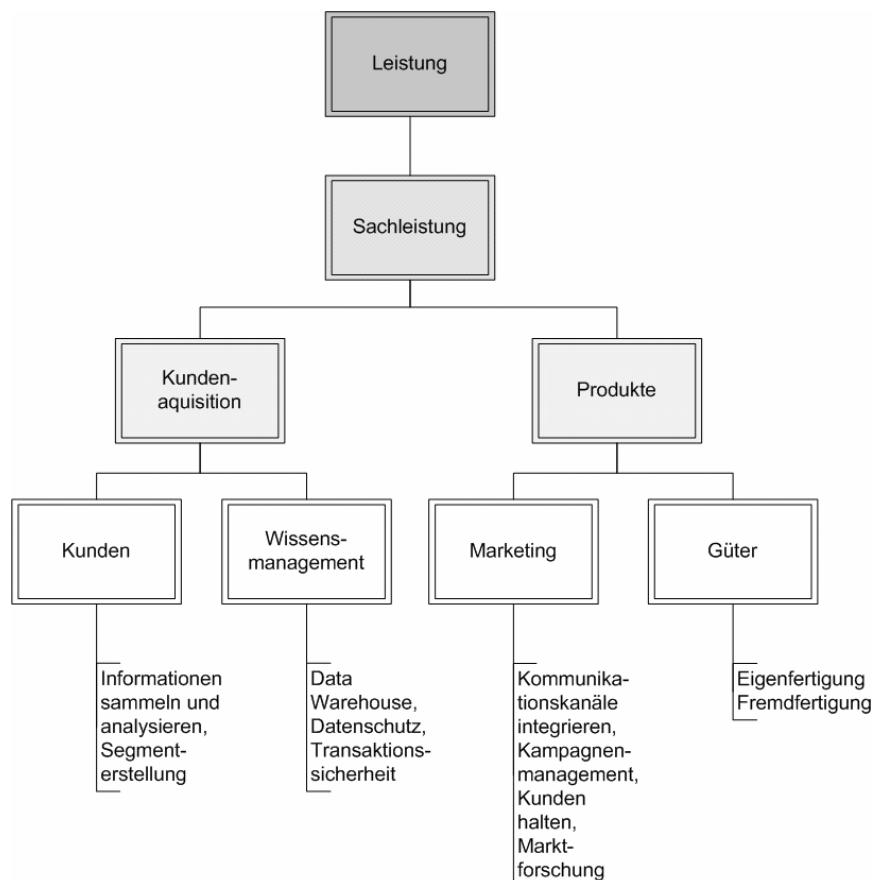 Leistung
Sachleistung
Kunden-
aquisition
Produkte
Kunden
Wissens-
management
Marketing
Güter
Informationen
sammeln und
analysieren,
Segment-
erstellung
Data
Warehouse,
Datenschutz,
Transaktions-
sicherheit
Kommunika-
tionskanäle
integrieren,
Kampagnen-
management,
Kunden
halten,
Markt-
forschung
Eigenfertigung
Fremdfertigung